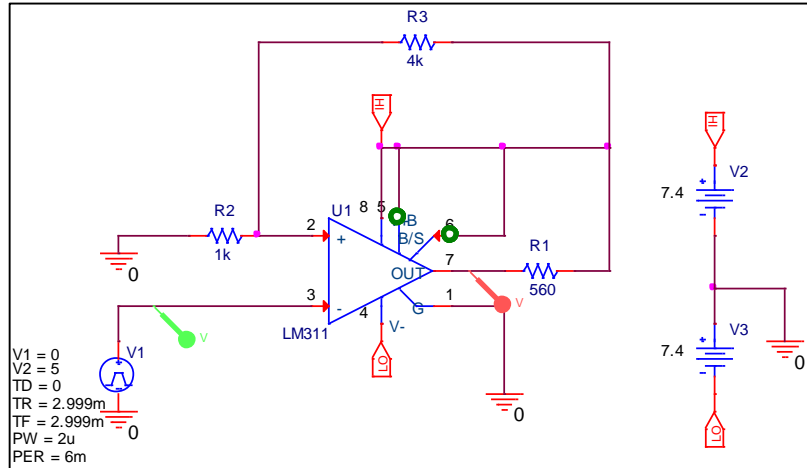 R3
4k
HI
HI
V2
7.4
8
5
U1
B
6
R2
2
+
B/S
R1
1k
7
OUT
560
0
3
-
G
1
V3
LM311
4
V-
V
V
7.4
V1
LO
0
0
LO
V1 = 0
V2 = 5
TD = 0
TR = 2.999m
TF = 2.999m
PW = 2u
PER = 6m
0